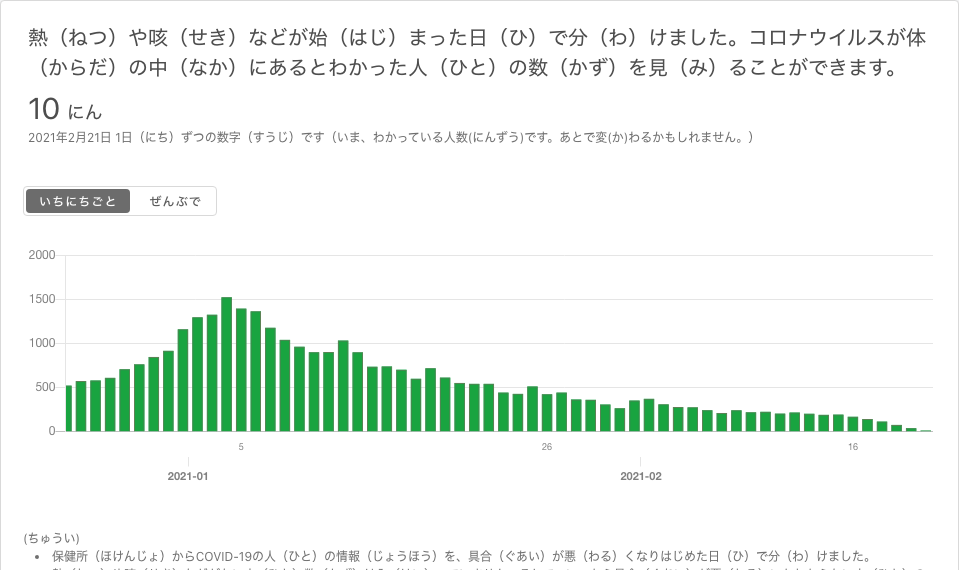 熱（ねつ）や咳（せき）などが始（はじ）まった日（ひ）で分（わ）けました。コロナウイルスが体
（からだ）の中（なか）にあるとわかった人（ひと）の数（かず）を見（み）ることができます。
10 にん
2021年2月21日 1日（にち）ずつの数字（すうじ）です（いま、わかっている人数(にんずう)です。あとで変(か)わるかもしれません。）
いちにちごと ぜんぶで
2000
1500
1000
500
0
5 26 16
2021-01 2021-02
(ちゅうい)
• 保健所（ほけんじょ）からCOVID-19の人（ひと）の情報（じょうほう）を、具合（ぐあい）が悪（わる）くなりはじめた日（ひ）で分（わ）けました。